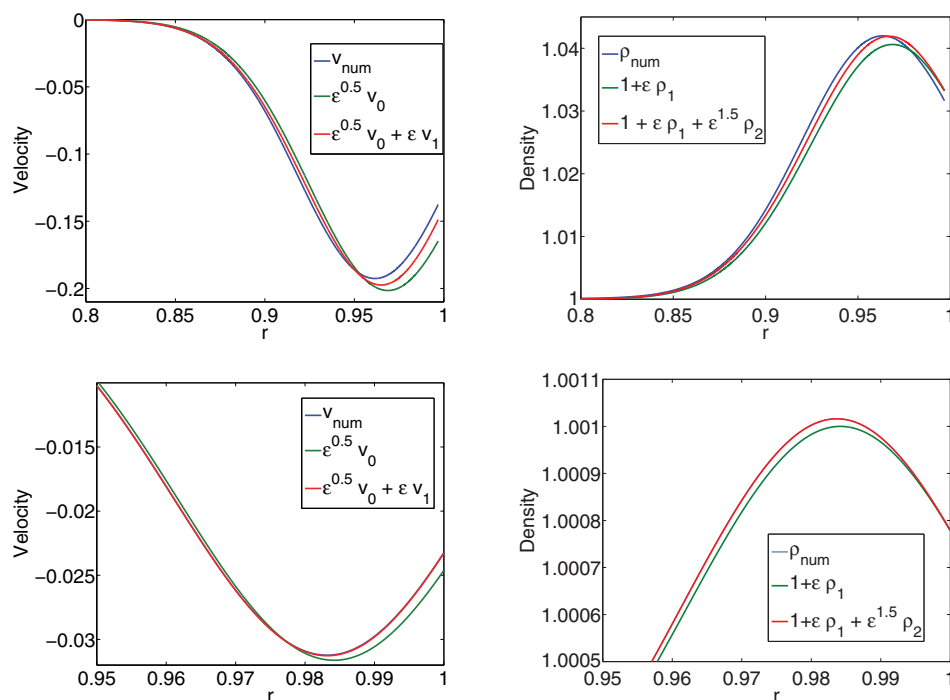 0
−0.05
−0.1
−0.15
−0.2
Velocity
0.8 0.85 0.9 0.95 1
r
v_num
ε^0.5 v_0
ε^0.5 v_0 + ε v_1
1.04
1.03
1.02
1.01
1
Density
0.8 0.85 0.9 0.95 1
r
ρ_num
1+ε ρ_1
1 + ε ρ_1 + ε^1.5 ρ_2
−0.015
−0.02
−0.025
−0.03
Velocity
0.95 0.96 0.97 0.98 0.99 1
r
v_num
ε^0.5 v_0
ε^0.5 v_0 + ε v_1
1.0011
1.001
1.0009
1.0008
1.0007
1.0006
1.0005
Density
0.95 0.96 0.97 0.98 0.99 1
r
ρ_num
1+ε ρ_1
1+ε ρ_1 + ε^1.5 ρ_2